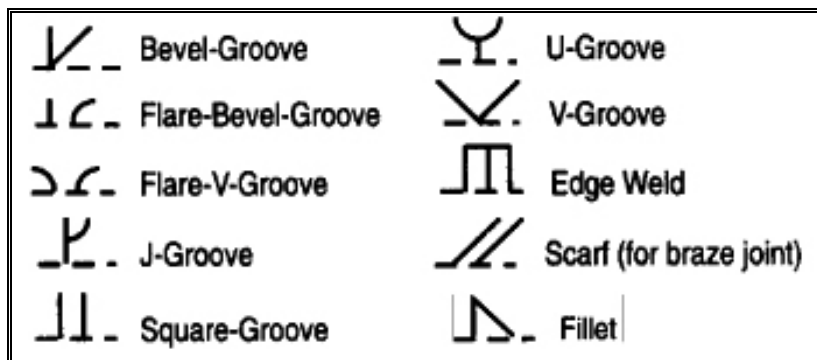 Bevel-Groove
Flare-Bevel-Groove
Flare-V-Groove
J-Groove
Square-Groove
U-Groove
V-Groove
Edge Weld
Scarf (for braze joint)
Fillet